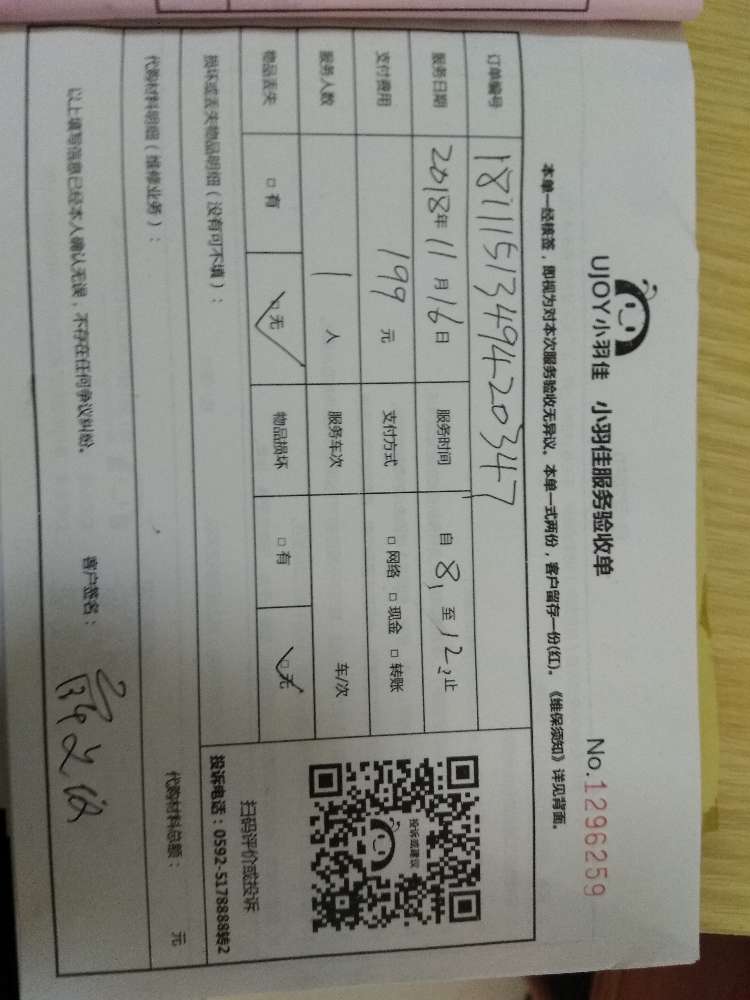 UJOY小羽佳 小羽佳服务验收单
No.1296259
本单一经核签，即视为对本次服务验收无异议。本单一式两份，客户留存一份(红)。《维保须知》详见背面。
订单编号 181115134942034​7
服务日期 2018年11月16日 服务时间 自8:至12:止
支付费用 199元 支付方式 □网络 □现金 □转账
服务人数 1人 服务车次 车/次
物品丢失 □有 □无 物品损坏 □有 □无
投诉或建议
扫码评价或投诉
投诉电话：0592-5178888转2
损坏或丢失物品明细（没有可不填）：
代购材料明细（维修业务）： 代购材料总额： 元
以上填写信息已经本人确认无误，不存在任何争议纠纷。 客户签名：